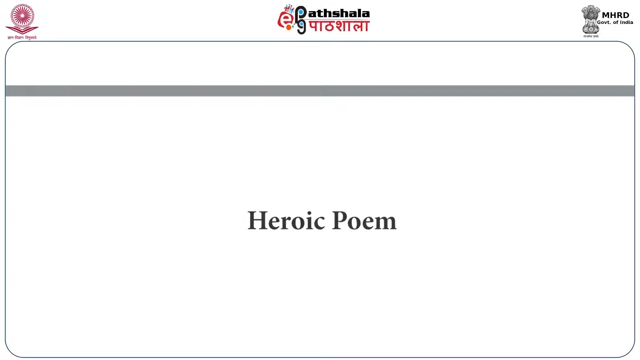 ePathshala
पाठशाला
MHRD
Govt. of India
Heroic Poem